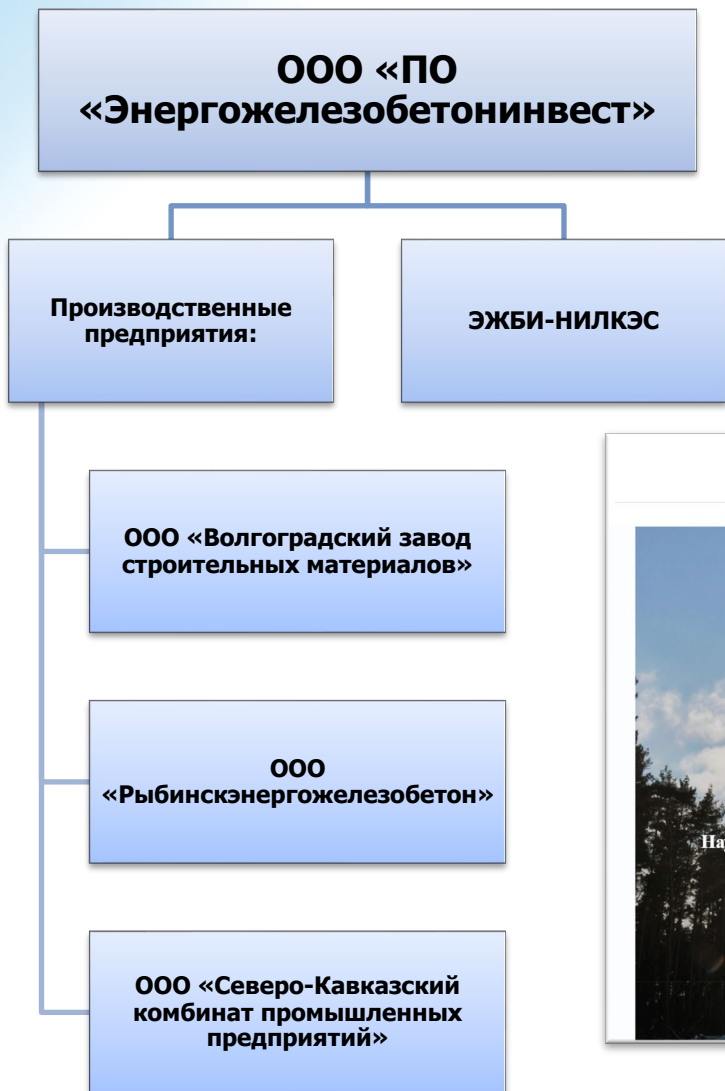 ООО «ПО
«Энергожелезобетонинвест»
Производственные
предприятия:
ЭЖБИ-НИЛКЭС
ООО «Волгоградский завод
строительных материалов»
ООО
«Рыбинскэнергожелезобетон»
ООО «Северо-Кавказский
комбинат промышленных
предприятий»